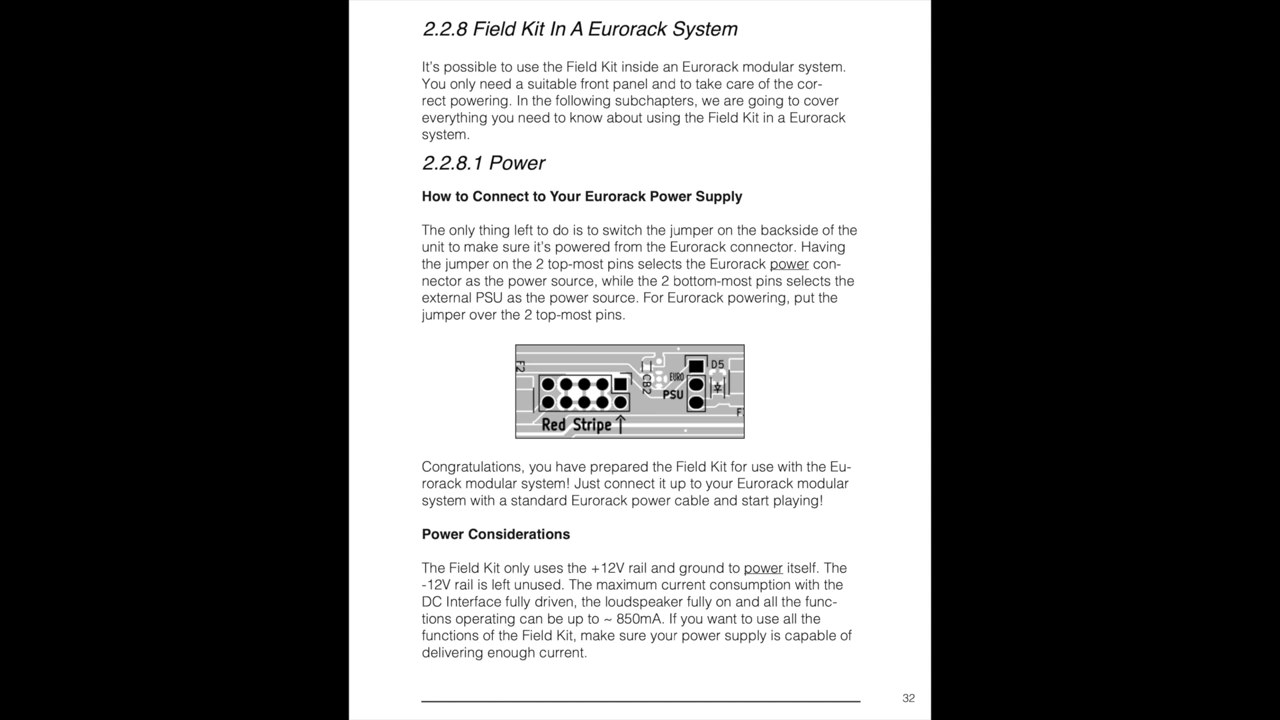 2.2.8 Field Kit In A Eurorack System
It's possible to use the Field Kit inside an Eurorack modular system.
You only need a suitable front panel and to take care of the cor-
rect powering. In the following subchapters, we are going to cover
everything you need to know about using the Field Kit in a Eurorack
system.
2.2.8.1 Power
How to Connect to Your Eurorack Power Supply
The only thing left to do is to switch the jumper on the backside of the
unit to make sure it's powered from the Eurorack connector. Having
the jumper on the 2 top-most pins selects the Eurorack power con-
nector as the power source, while the 2 bottom-most pins selects the
external PSU as the power source. For Eurorack powering, put the
jumper over the 2 top-most pins.
F2
CB2
EURO
D5
PSU
F
Red Stripe ↑
Congratulations, you have prepared the Field Kit for use with the Eu-
rorack modular system! Just connect it up to your Eurorack modular
system with a standard Eurorack power cable and start playing!
Power Considerations
The Field Kit only uses the +12V rail and ground to power itself. The
-12V rail is left unused. The maximum current consumption with the
DC Interface fully driven, the loudspeaker fully on and all the func-
tions operating can be up to ~ 850mA. If you want to use all the
functions of the Field Kit, make sure your power supply is capable of
delivering enough current.
32